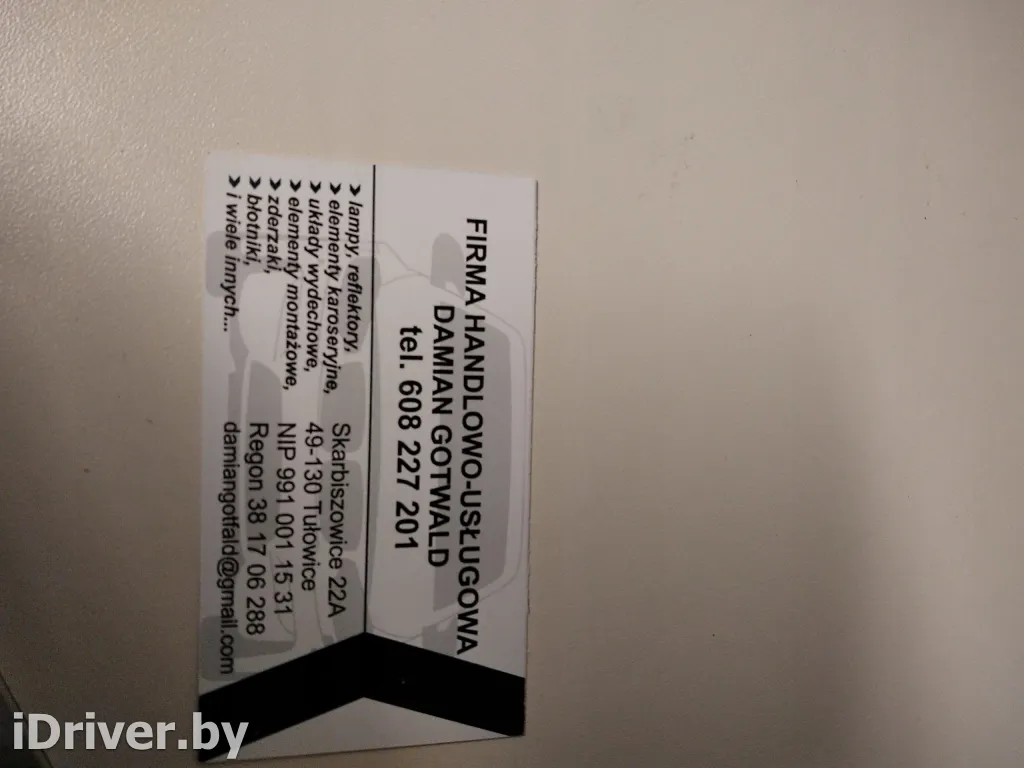 FIRMA HANDLOWO-USŁUGOWA
DAMIAN GOTWALD
tel. 608 227 201
➤ lampy, reflektory,
➤ elementy karoseryjne,
➤ układy wydechowe,
➤ elementy montażowe,
➤ zderzaki,
➤ błotniki,
➤ i wiele innych...
Skarbiszowice 22A
49-130 Tułowice
NIP 991 001 15 31
Regon 38 17 06 288
damiangotfald@gmail.com
iDriver.by